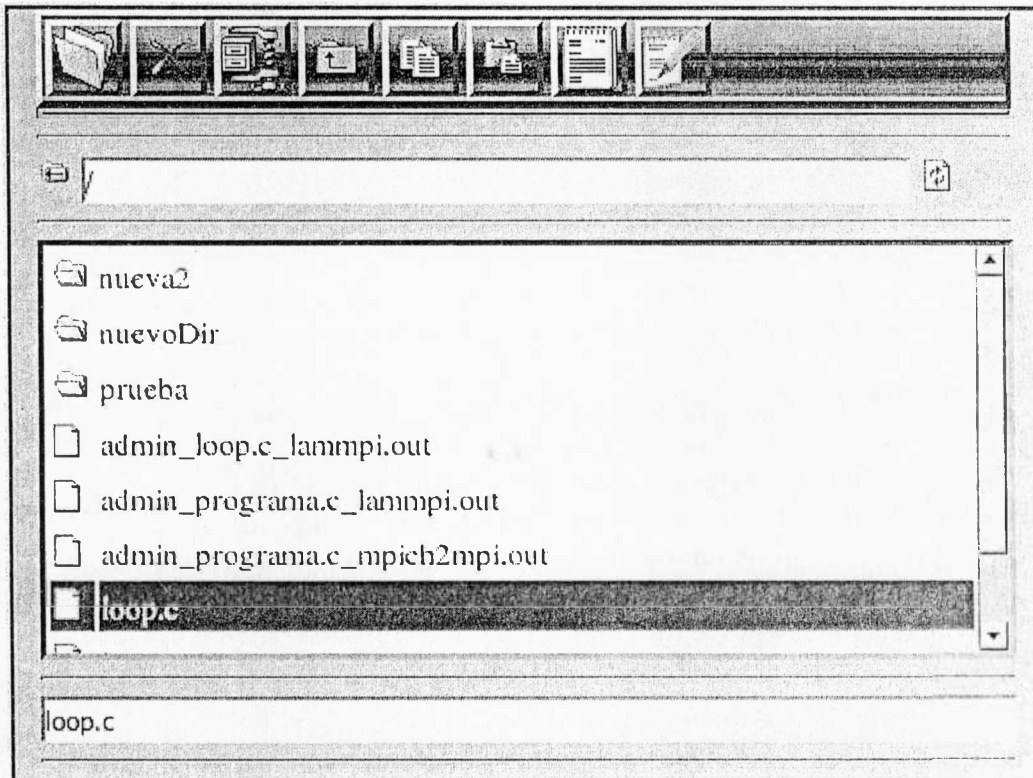 /
nueva2
nuevoDir
prueba
admin_loop.c_lammpi.out
admin_programa.c_lammpi.out
admin_programa.c_mpich2mpi.out
loop.c
loop.c